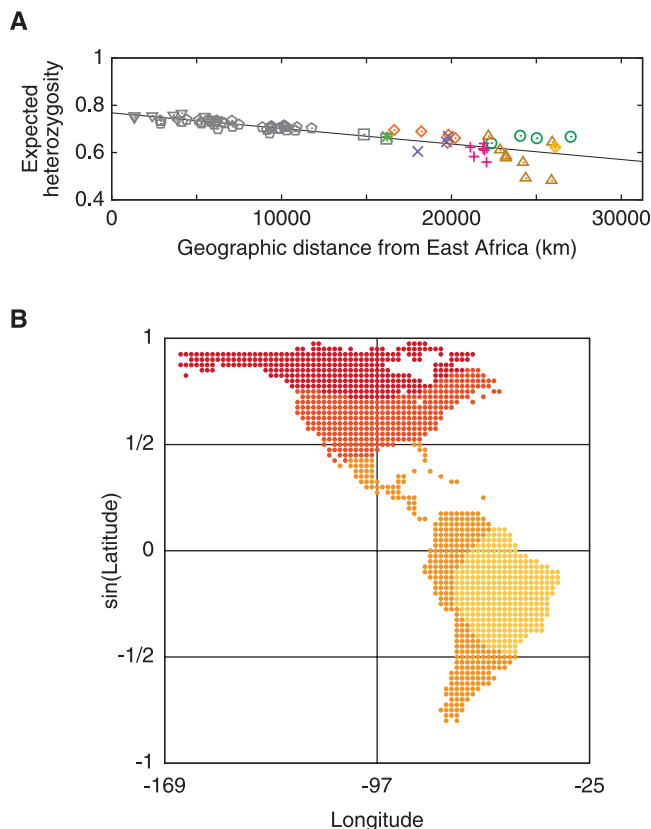 A
Expected
heterozygosity
1
0.8
0.6
0.4
0
10000
20000
30000
Geographic distance from East Africa (km)
B
sin(Latitude)
1
1/2
0
-1/2
-1
-169
-97
-25
Longitude